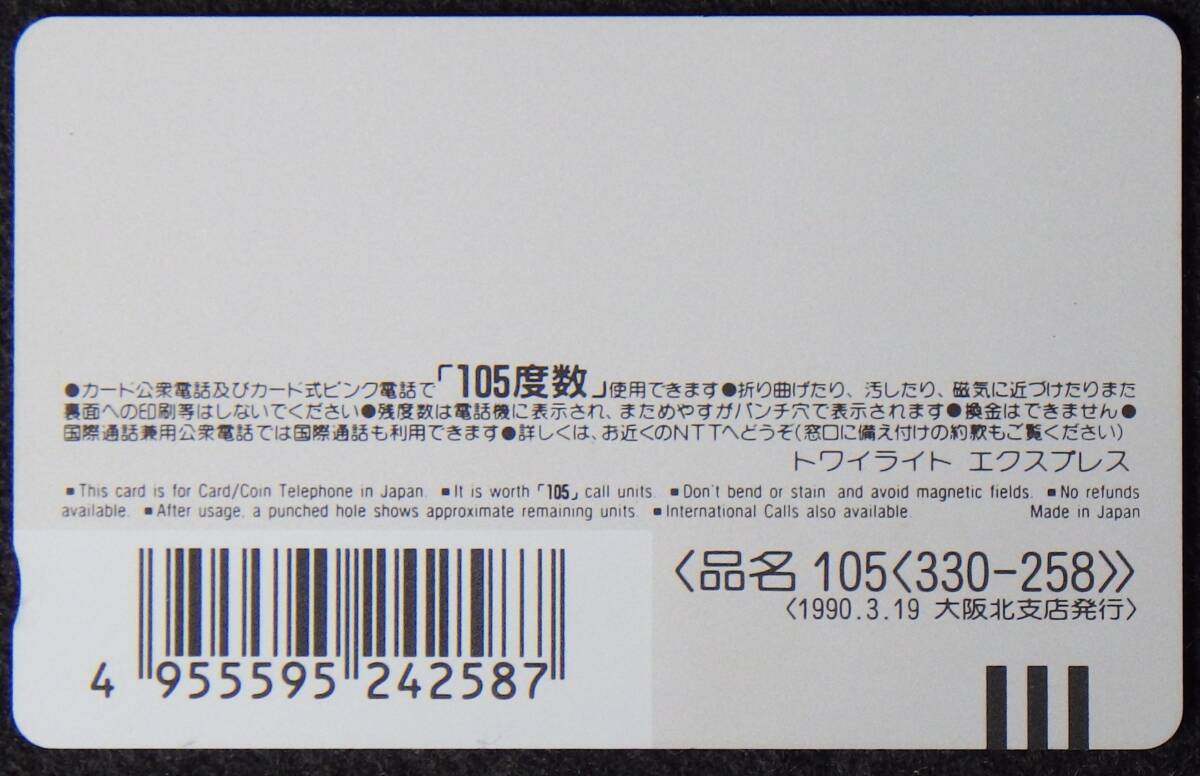 ●カード公衆電話及びカード式ピンク電話で「105度数」使用できます●折り曲げたり、汚したり、磁気に近づけたりまた
裏面への印刷等はしないでください●残度数は電話機に表示され、まためやすがパンチ穴で表示されます●換金はできません●
国際通話兼用公衆電話では国際通話も利用できます●詳しくは、お近くのNTTへどうぞ(窓口に備え付けの約款もご覧ください)
トワイライト エクスプレス
■This card is for Card/Coin Telephone in Japan. ■It is worth「105」call units. ■Don't bend or stain and avoid magnetic fields. ■No refunds
available. ■After usage, a punched hole shows approximate remaining units. ■International Calls also available. Made in Japan
〈品名 105〈330-258〉〉
〈1990.3.19 大阪北支店発行〉
4 955595 242587